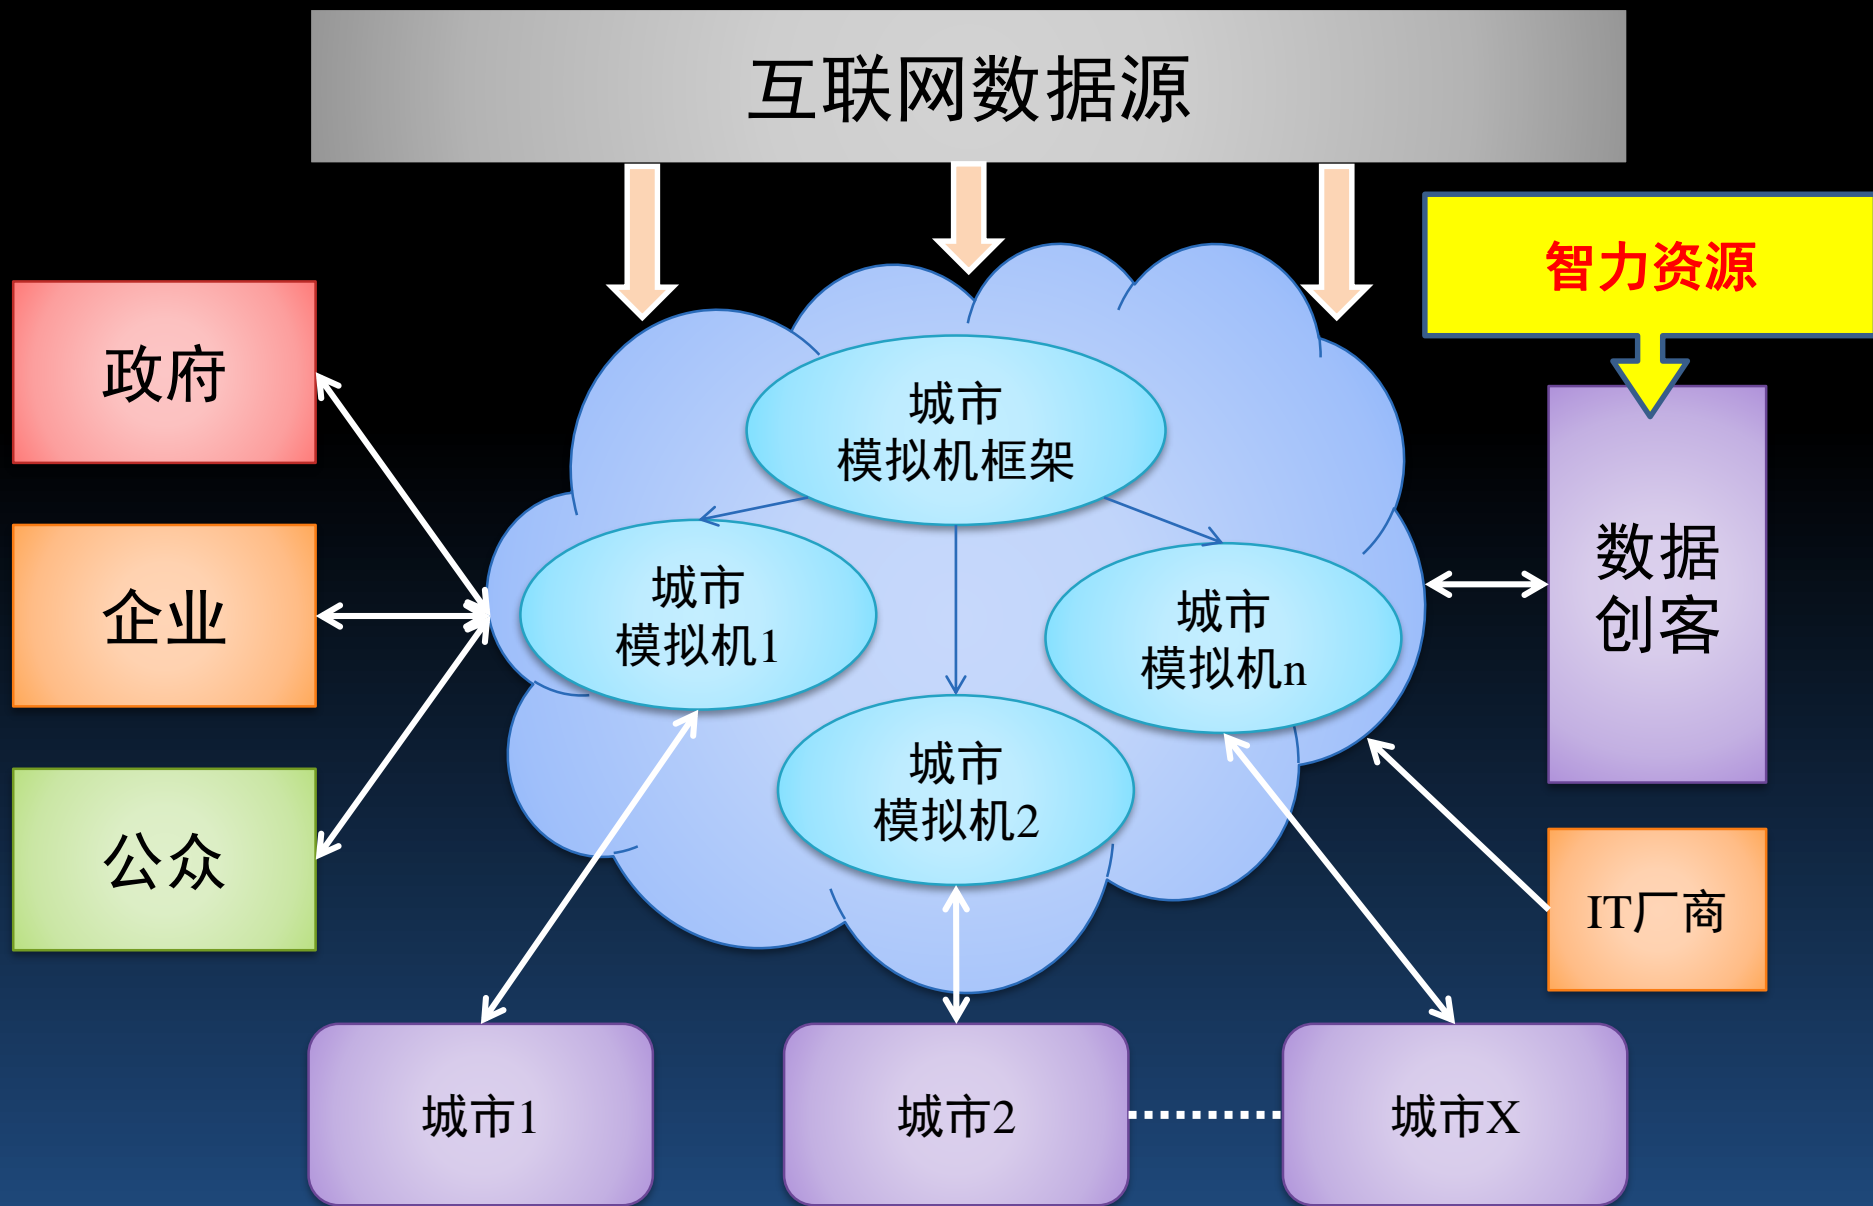 互联网数据源
智力资源
政府
城市
模拟机框架
数据
创客
企业
城市
模拟机1
城市
模拟机n
城市
模拟机2
公众
IT厂商
城市1
城市2
城市X